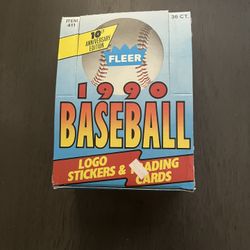 ITEM
411
36 CT.
10th
ANNIVERSARY
EDITION
FLEER
1990
BASEBALL
LOGO
STICKERS & TRADING
CARDS